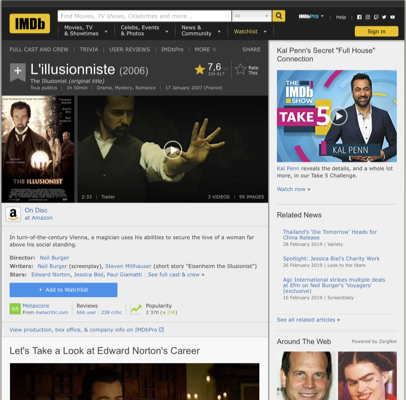 IMDb
Find Movies, TV shows, Celebrities and more...
All
Movies, TV & Showtimes
Celebs, Events & Photos
News & Community
Watchlist
IMDbPro
Help
Sign in
FULL CAST AND CREW | TRIVIA | USER REVIEWS | IMDbPro | MORE
SHARE
L'illusionniste (2006)
The Illusionist (original title)
Tous publics | 1h 50min | Drama, Mystery, Romance | 17 January 2007 (France)
7,6
Rate This
THE ILLUSIONIST
2:33 | Trailer
3 VIDEOS | 99 IMAGES
On Disc
at Amazon
In turn-of-the-century Vienna, a magician uses his abilities to secure the love of a woman far above his social standing.
Director: Neil Burger
Writers: Neil Burger (screenplay), Steven Millhauser (short story "Eisenheim the Illusionist")
Stars: Edward Norton, Jessica Biel, Paul Giamatti | See full cast & crew »
+ Add to Watchlist
Metascore
From metacritic.com
Reviews
Popularity
View production, box office, & company info on IMDbPro
Let's Take a Look at Edward Norton's Career
Kal Penn's Secret "Full House" Connection
THE IMDb SHOW
TAKE 5
KAL PENN
Kal Penn reveals the details, and a whole lot more, in our Take 5 Challenge.
Watch now »
Related News
Thailand's 'Die Tomorrow' Heads for China Release
28 February 2019 | Variety
Spotlight: Jessica Biel's Charity Work
26 February 2019 | Look to the Stars
Agc International strikes multiple deals at Efm on Neil Burger's 'Voyagers' (exclusive)
10 February 2019 | ScreenDaily
See all related articles »
Around The Web
Powered by ZergNet